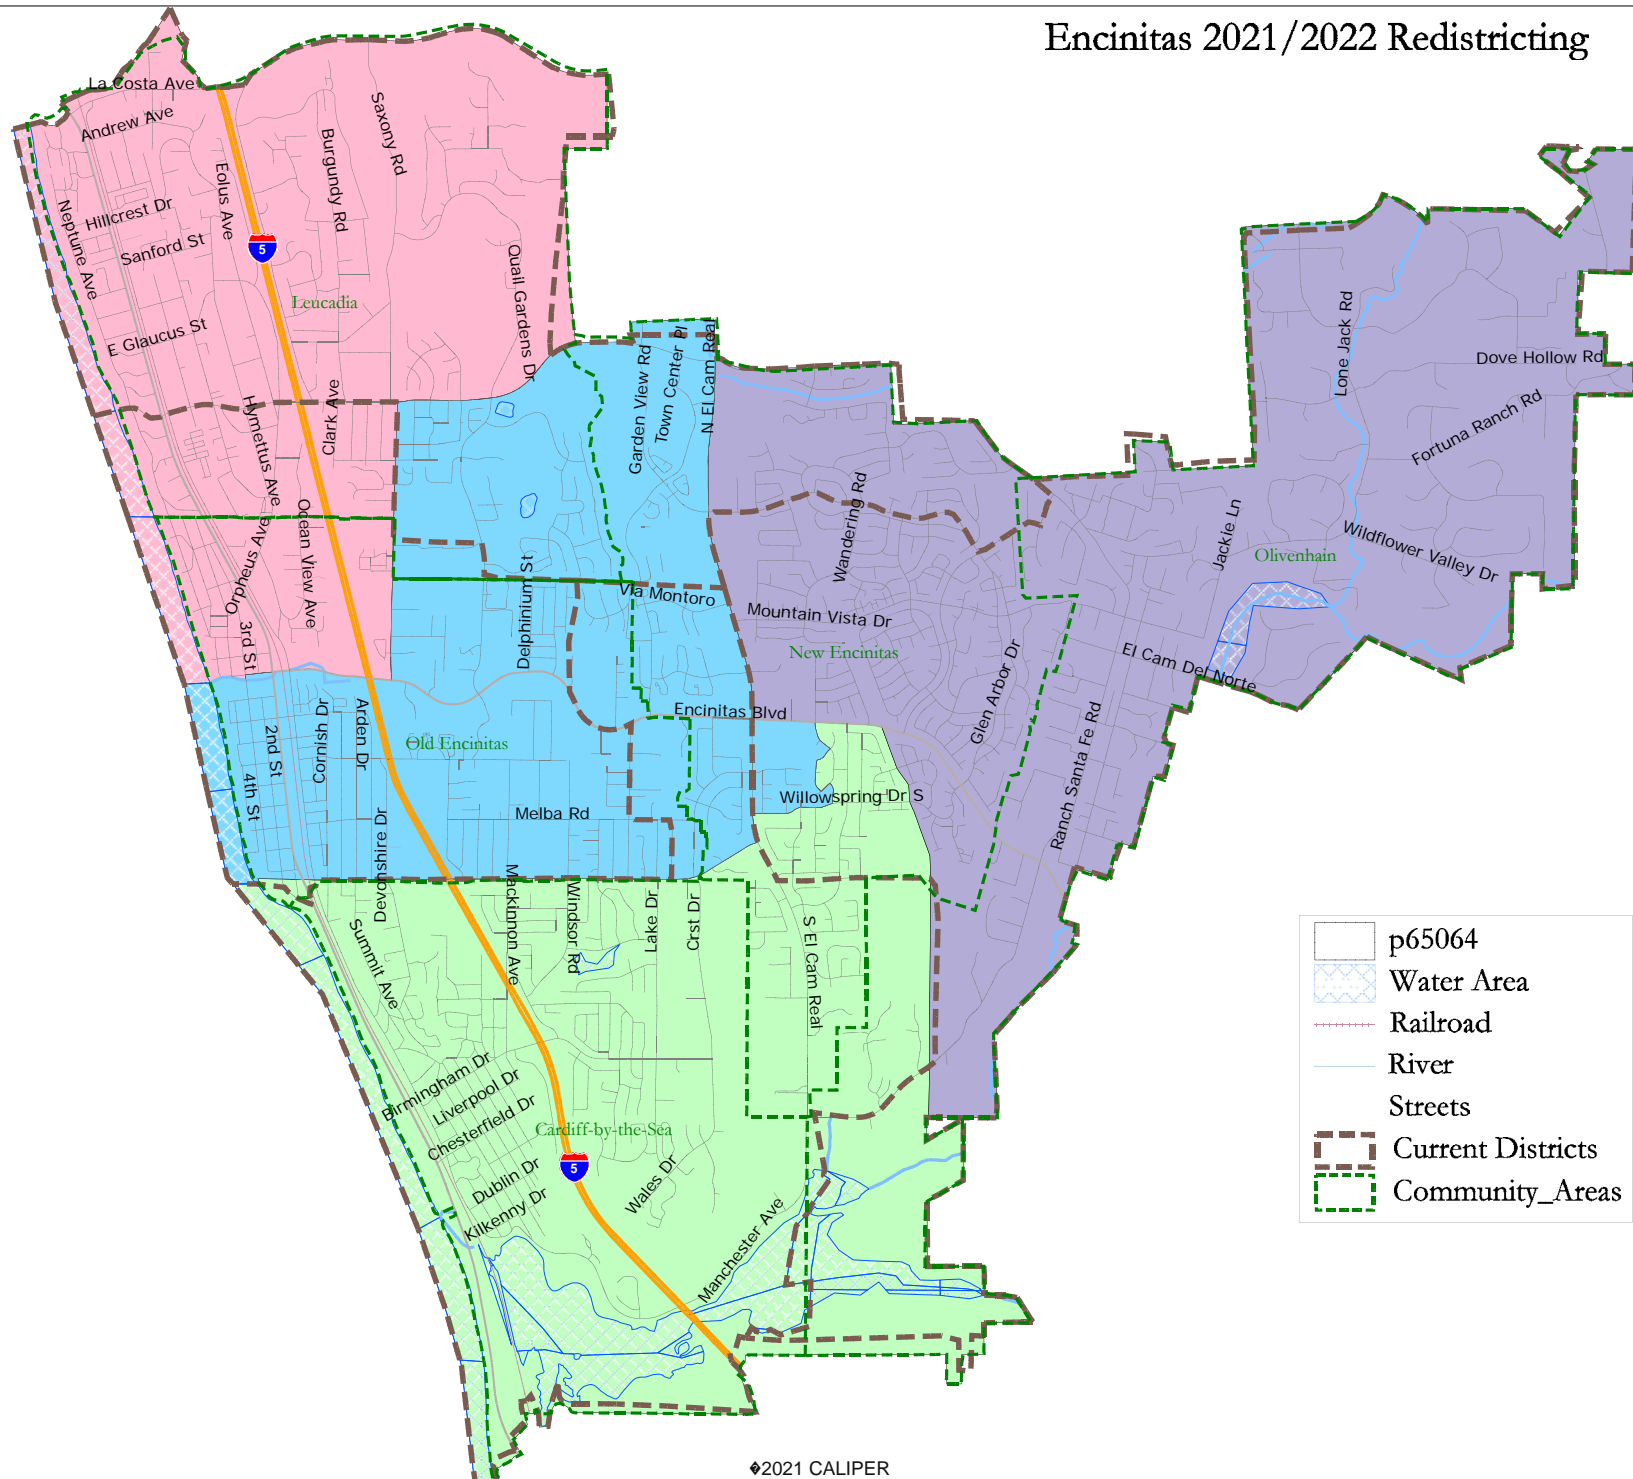 Encinitas 2021/2022 Redistricting
La Costa Ave
Andrew Ave
Saxony Rd
Burgundy Rd
Eolus Ave
Hillcrest Dr
Neptune Ave
Sanford St
5
Quail Gardens Dr
Leucadia
E Glaucus St
Lone Jack Rd
Dove Hollow Rd
Garden View Rd
Town Center Pl
N El Cam Real
Clark Ave
Hymettus Ave
Fortuna Ranch Rd
Wandering Rd
Jackie Ln
Wildflower Valley Dr
Olivenhain
Orpheus Ave
Ocean View Ave
3rd St
Delphinium St
Via Montoro
Mountain Vista Dr
New Encinitas
Glen Arbor Dr
El Cam Del Norte
Encinitas Blvd
Ranch Santa Fe Rd
2nd St
Cornish Dr
Arden Dr
Old Encinitas
4th St
Willowspring Dr S
Melba Rd
Devonshire Dr
Mackinnon Ave
Windsor Rd
Lake Dr
Crst Dr
S El Cam Real
Summit Ave
Birmingham Dr
Liverpool Dr
Chesterfield Dr
Cardiff-by-the-Sea
5
Dublin Dr
Kilkenny Dr
Wales Dr
Manchester Ave
p65064
Water Area
Railroad
River
Streets
Current Districts
Community_Areas
�2021 CALIPER